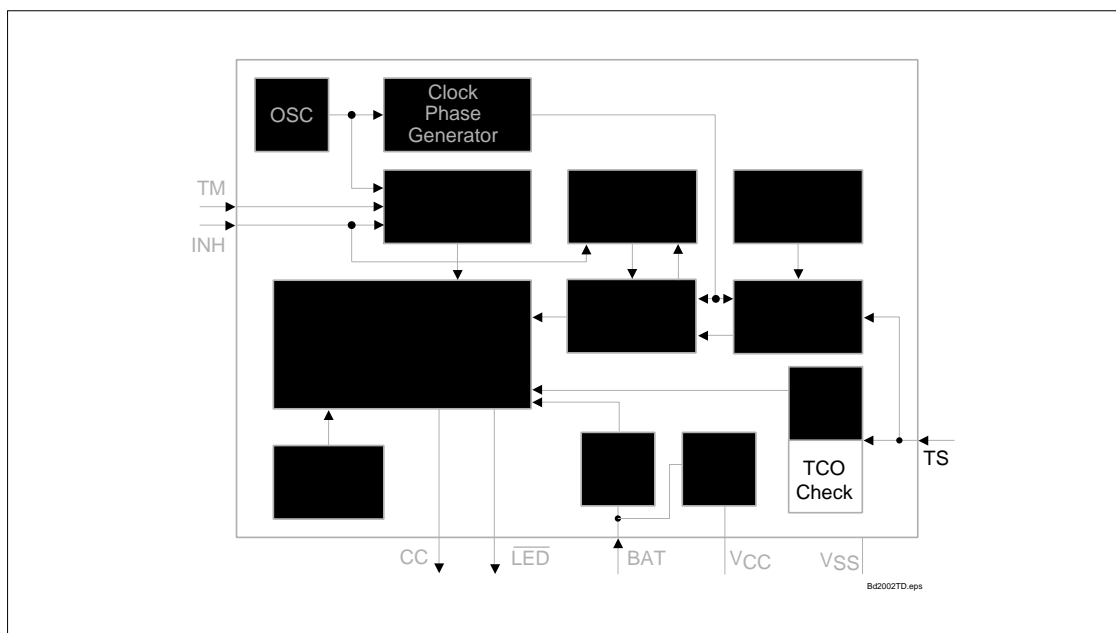 OSC
Clock
Phase
Generator
TM
INH
TS
TCO
Check
CC
LED
BAT
VCC
VSS
Bd2002TD.eps